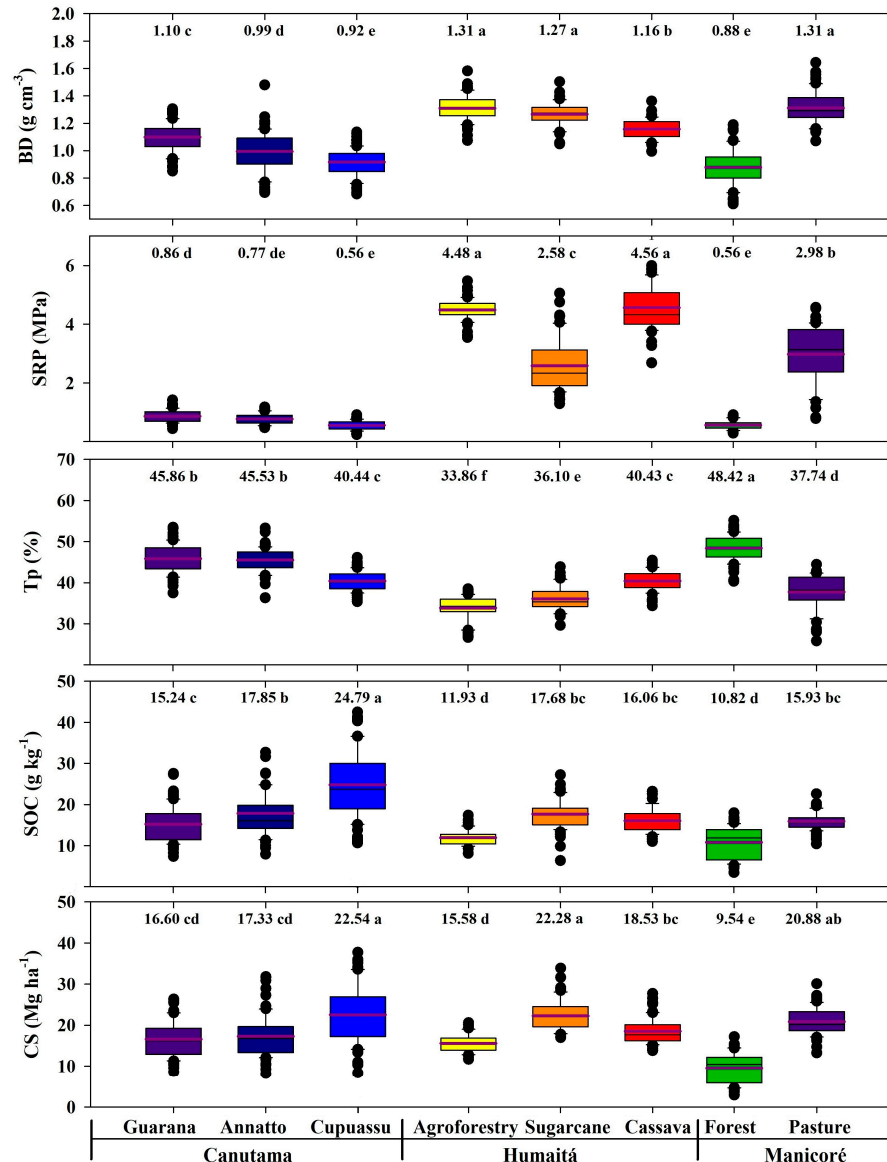 2.0
1.8
1.6
1.4
1.2
1.0
0.8
0.6
BD (g cm⁻³)
1.10 c 0.99 d 0.92 e 1.31 a 1.27 a 1.16 b 0.88 e 1.31 a
6
4
2
SRP (MPa)
0.86 d 0.77 de 0.56 e 4.48 a 2.58 c 4.56 a 0.56 e 2.98 b
70
60
50
40
30
Tp (%)
45.86 b 45.53 b 40.44 c 33.86 f 36.10 e 40.43 c 48.42 a 37.74 d
50
40
30
20
10
SOC (g kg⁻¹)
15.24 c 17.85 b 24.79 a 11.93 d 17.68 bc 16.06 bc 10.82 d 15.93 bc
50
40
30
20
10
0
CS (Mg ha⁻¹)
16.60 cd 17.33 cd 22.54 a 15.58 d 22.28 a 18.53 bc 9.54 e 20.88 ab
Guarana Annatto Cupuassu Agroforestry Sugarcane Cassava Forest Pasture
Canutama Humaitá Manicoré